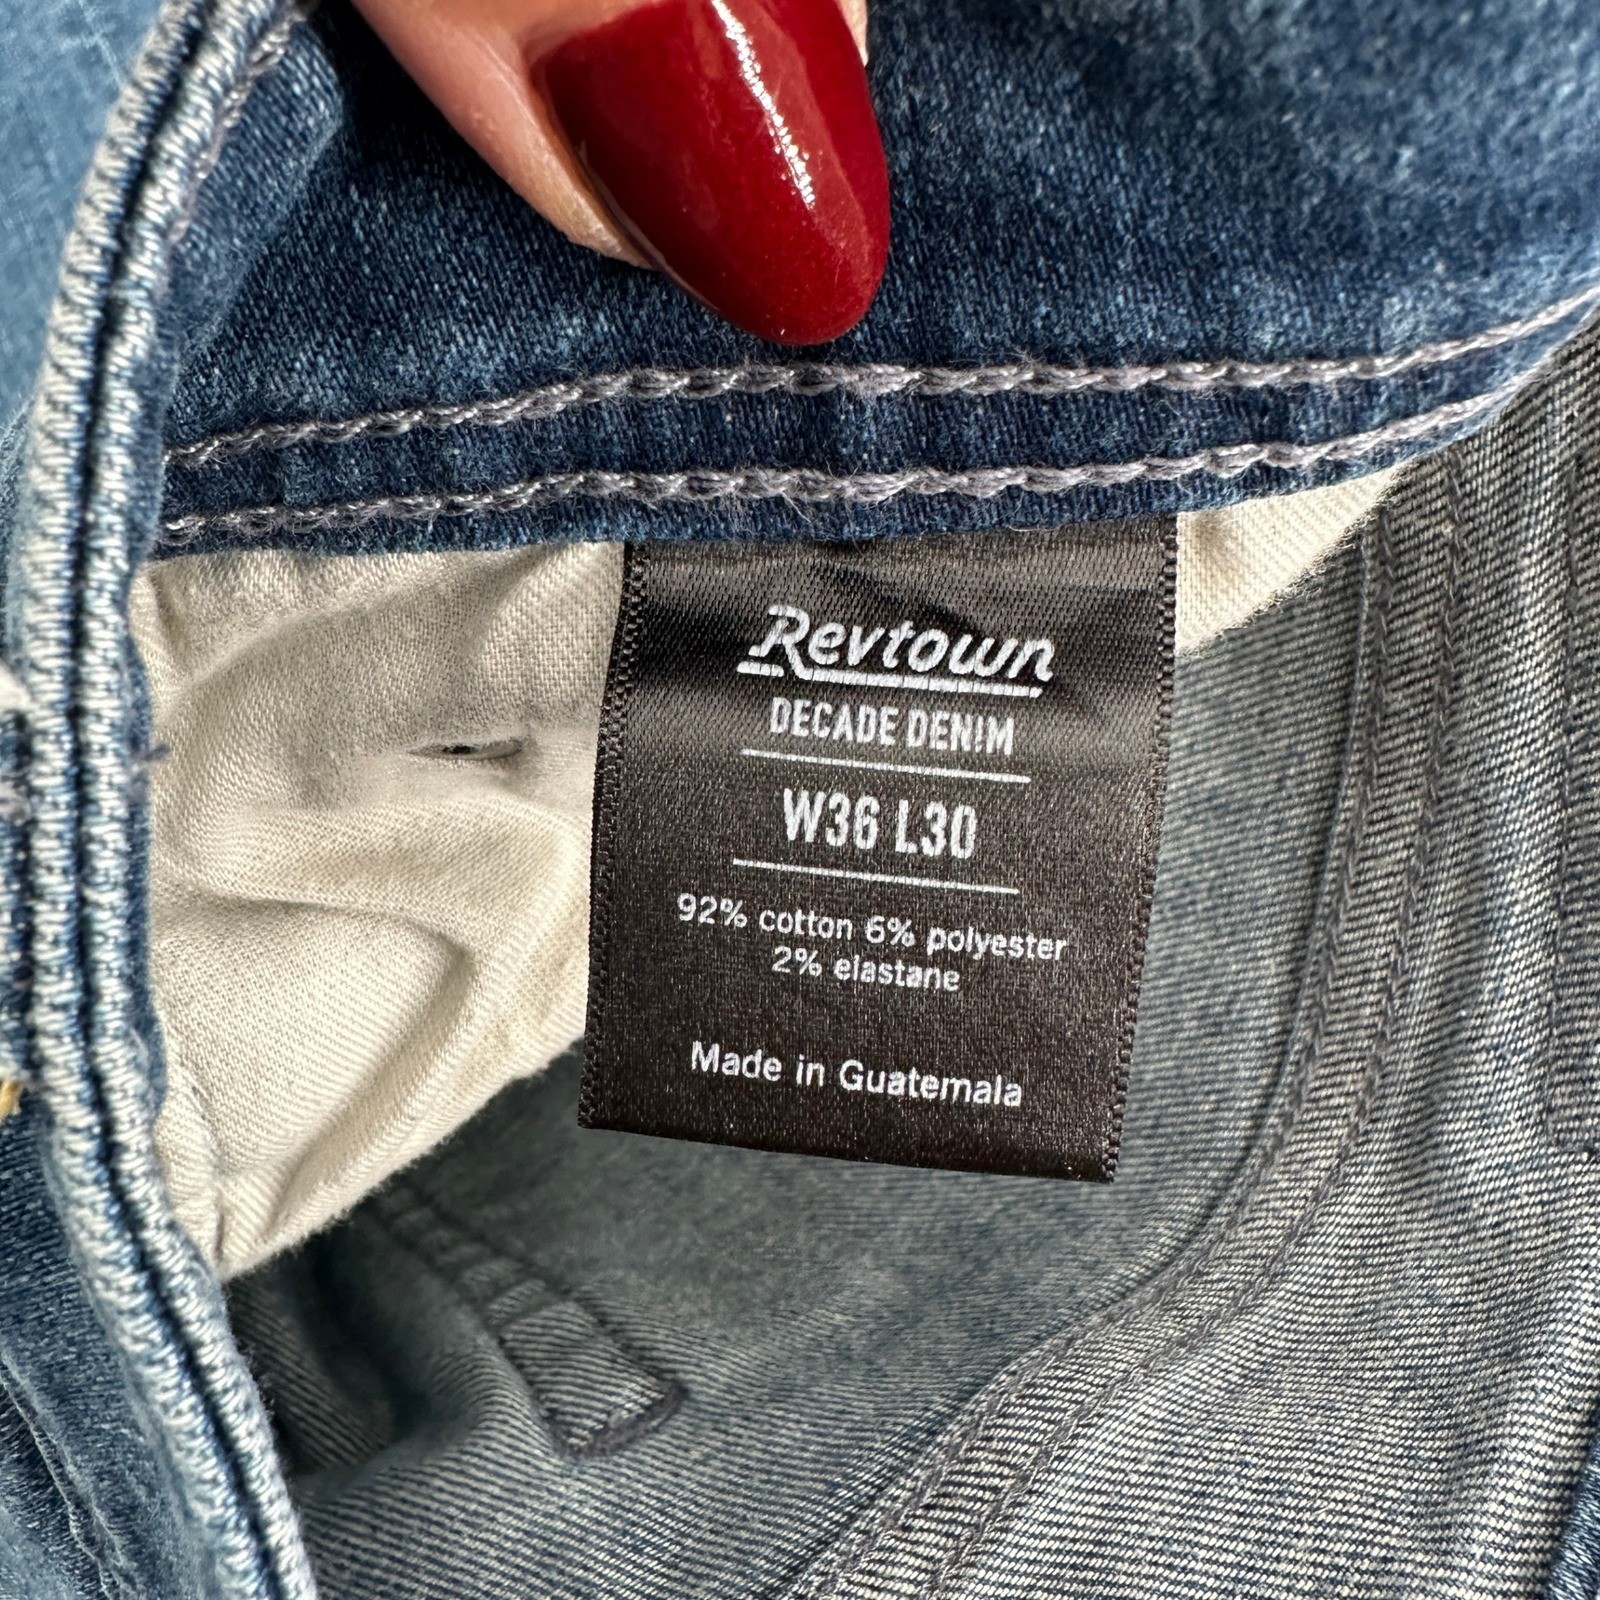 Revtown
DECADE DENIM
W36 L30
92% cotton 6% polyester
2% elastane
Made in Guatemala